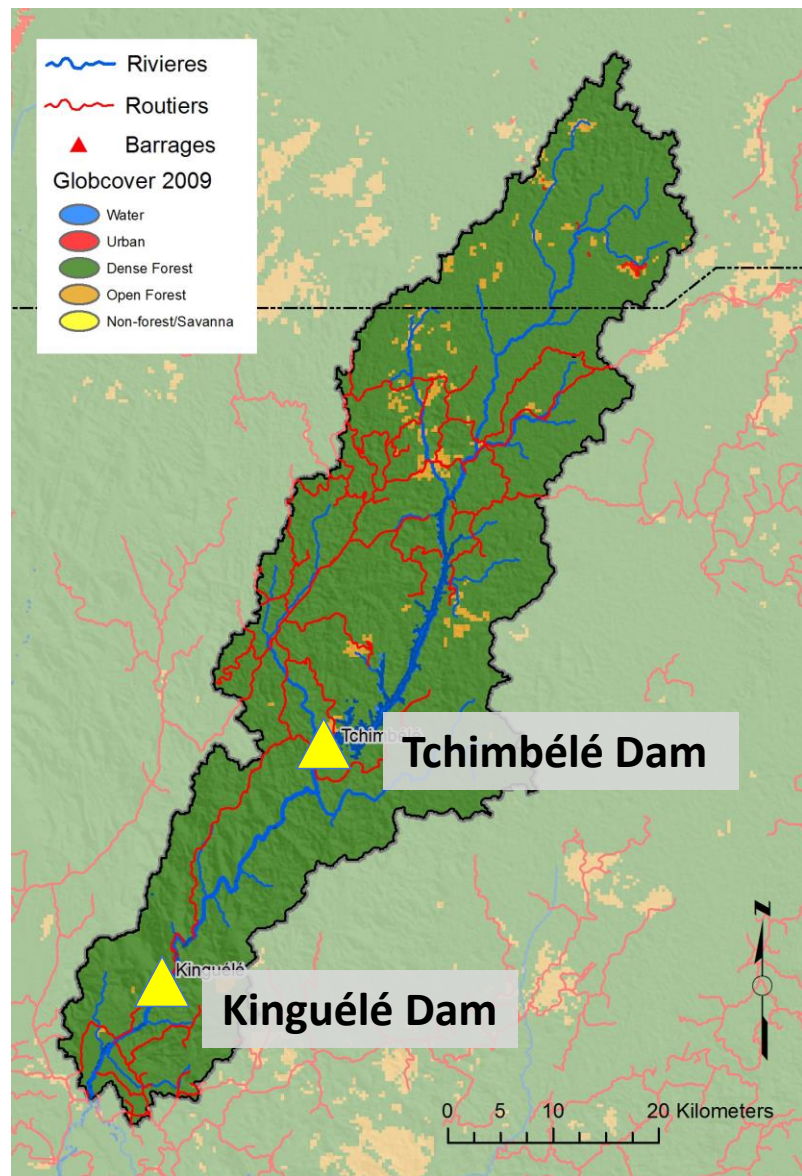 Rivieres
Routiers
Barrages
Globcover 2009
Water
Urban
Dense Forest
Open Forest
Non-forest/Savanna
Tchimbélé
Tchimbélé Dam
Kinguélé
Kinguélé Dam
N
0 5 10 20 Kilometers